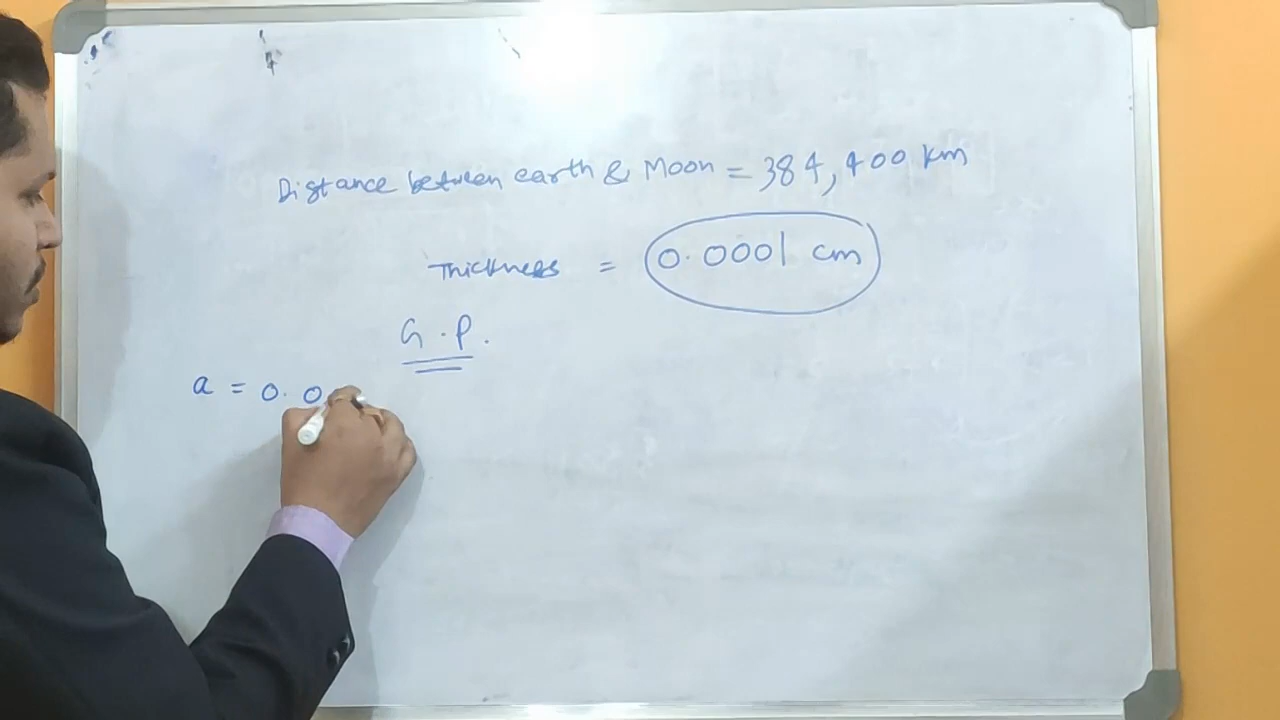 Distance between earth & Moon = 384,400 km
Thickness = 0.0001 cm
G.P.
a = 0.0